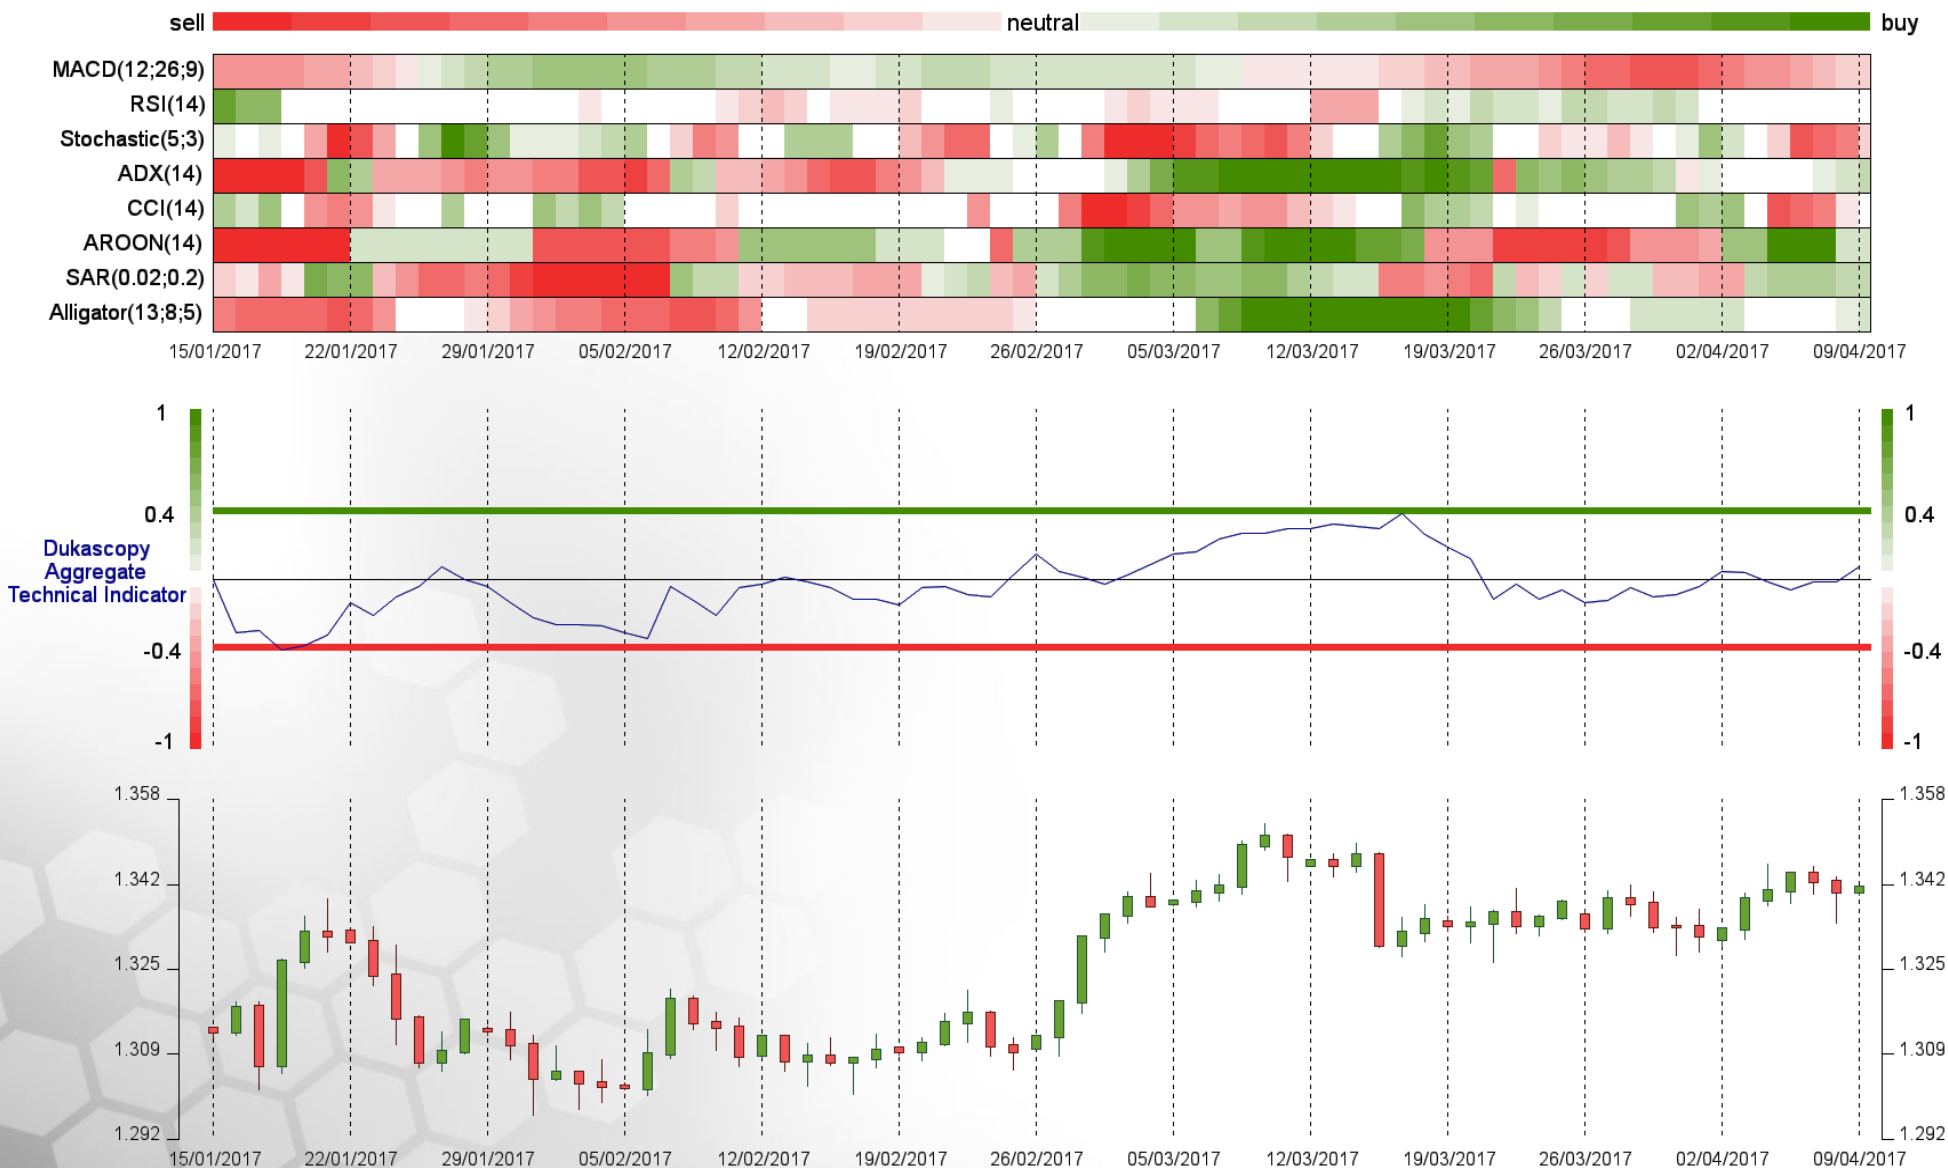 sell neutral buy
MACD(12;26;9)
RSI(14)
Stochastic(5;3)
ADX(14)
CCI(14)
AROON(14)
SAR(0.02;0.2)
Alligator(13;8;5)
15/01/2017 22/01/2017 29/01/2017 05/02/2017 12/02/2017 19/02/2017 26/02/2017 05/03/2017 12/03/2017 19/03/2017 26/03/2017 02/04/2017 09/04/2017
1 1
0.4 0.4
Dukascopy
Aggregate
Technical Indicator
-0.4 -0.4
-1 -1
1.358 1.358
1.342 1.342
1.325 1.325
1.309 1.309
1.292 1.292
15/01/2017 22/01/2017 29/01/2017 05/02/2017 12/02/2017 19/02/2017 26/02/2017 05/03/2017 12/03/2017 19/03/2017 26/03/2017 02/04/2017 09/04/2017